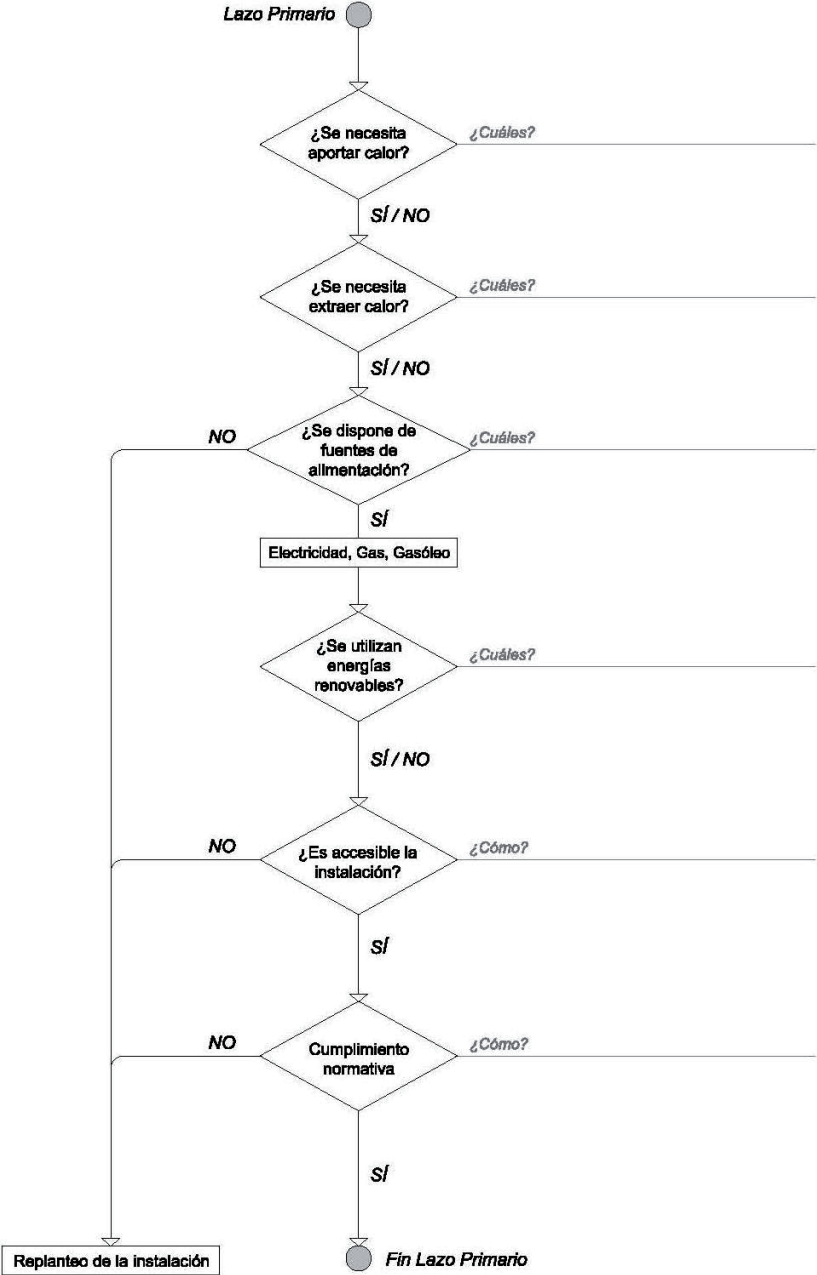 Lazo Primario
¿Se necesita
aportar calor?
¿Cuáles?
SÍ / NO
¿Se necesita
extraer calor?
¿Cuáles?
SÍ / NO
NO
¿Se dispone de
fuentes de
alimentación?
¿Cuáles?
SÍ
Electricidad, Gas, Gasóleo
¿Se utilizan
energías
renovables?
¿Cuáles?
SÍ / NO
NO
¿Es accesible la
instalación?
¿Cómo?
SÍ
NO
Cumplimiento
normativa
¿Cómo?
SÍ
Replanteo de la instalación
Fín Lazo Primario